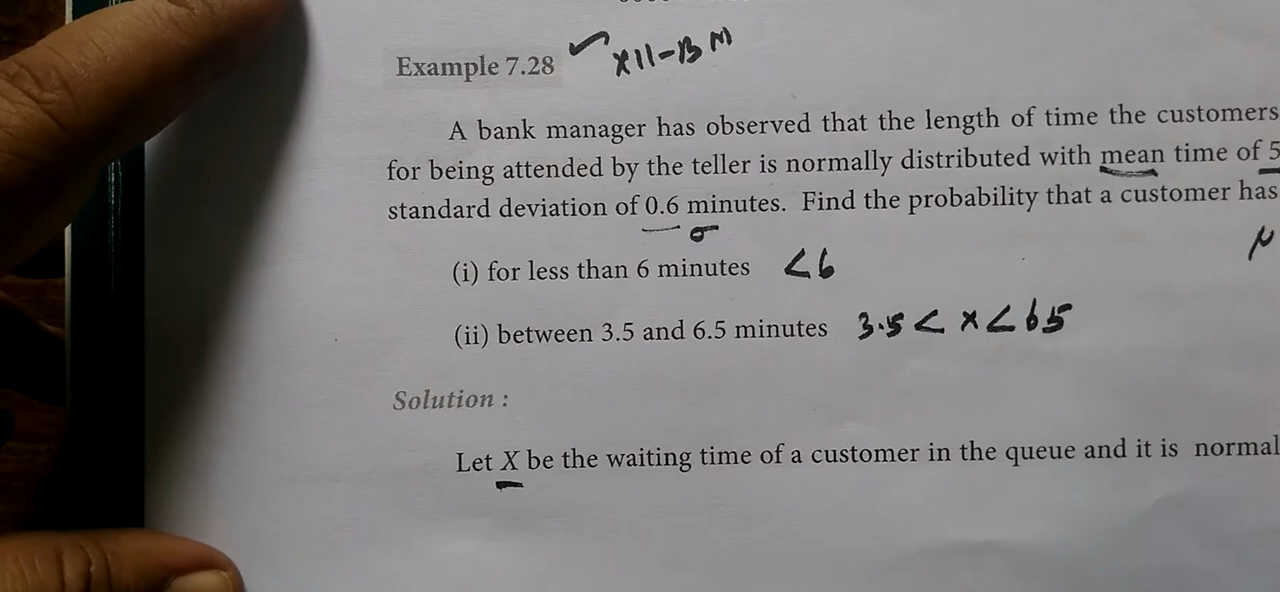 Example 7.28 XII-BM
A bank manager has observed that the length of time the customers
for being attended by the teller is normally distributed with mean time of 5
standard deviation of 0.6 minutes. Find the probability that a customer has
σ
μ
(i) for less than 6 minutes <6
(ii) between 3.5 and 6.5 minutes 3.5 < x < 65
Solution :
Let X be the waiting time of a customer in the queue and it is normal